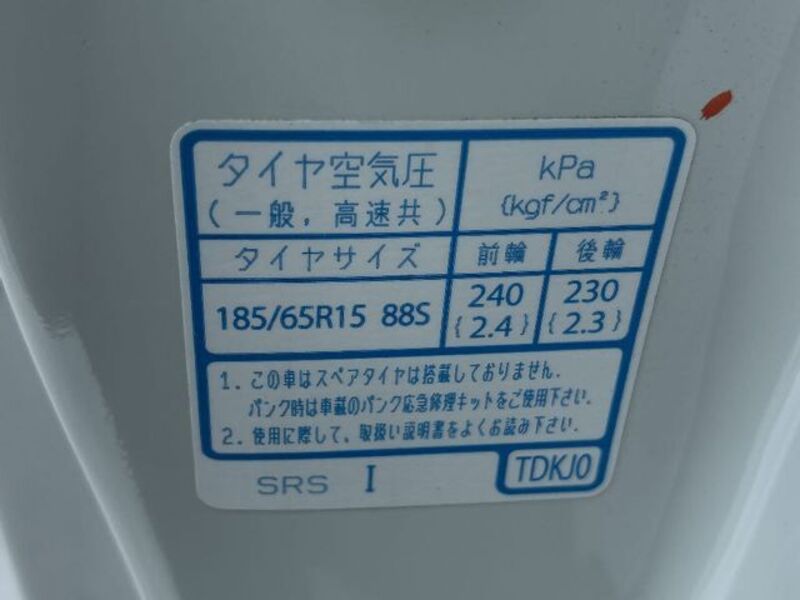 タイヤ空気圧
(一般，高速共)
kPa
{kgf/cm²}
タイヤサイズ 前輪 後輪
185/65R15 88S 240 230
{2.4} {2.3}
1．この車はスペアタイヤは搭載しておりません．
パンク時は車載のパンク応急修理キットをご使用下さい．
2．使用に際して、取扱い説明書をよくお読み下さい．
SRS I TDKJ0